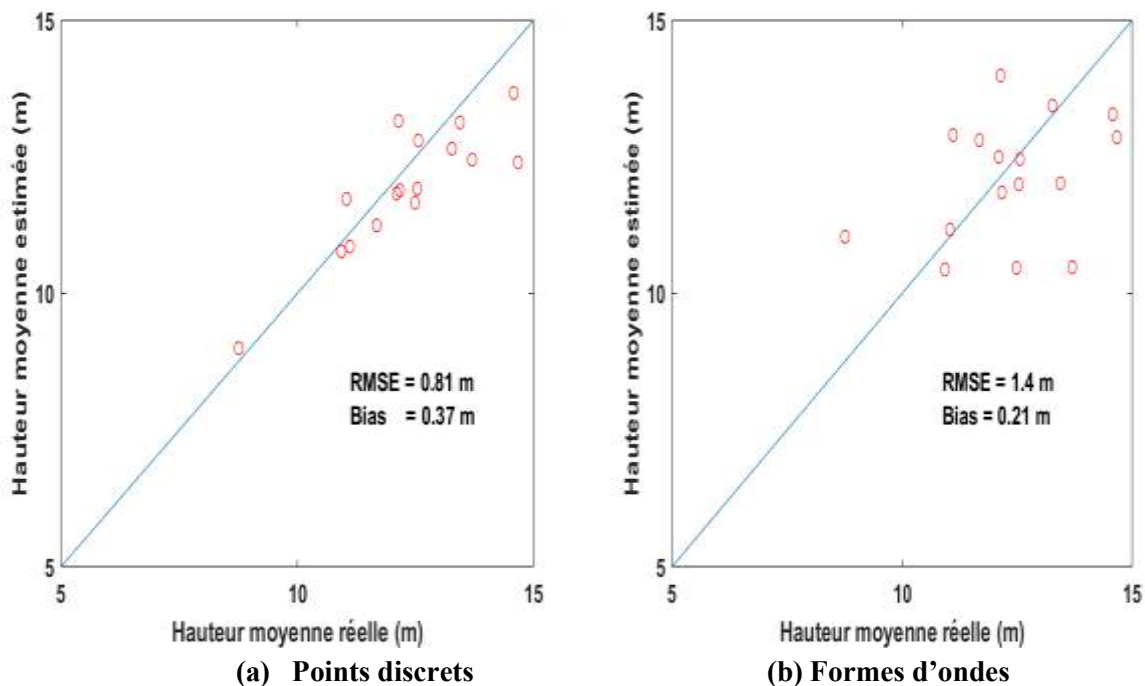 15
10
5
Hauteur moyenne estimée (m)
RMSE = 0.81 m
Bias = 0.37 m
5
10
15
Hauteur moyenne réelle (m)
(a) Points discrets
15
10
5
Hauteur moyenne estimée (m)
RMSE = 1.4 m
Bias = 0.21 m
5
10
15
Hauteur moyenne réelle (m)
(b) Formes d’ondes